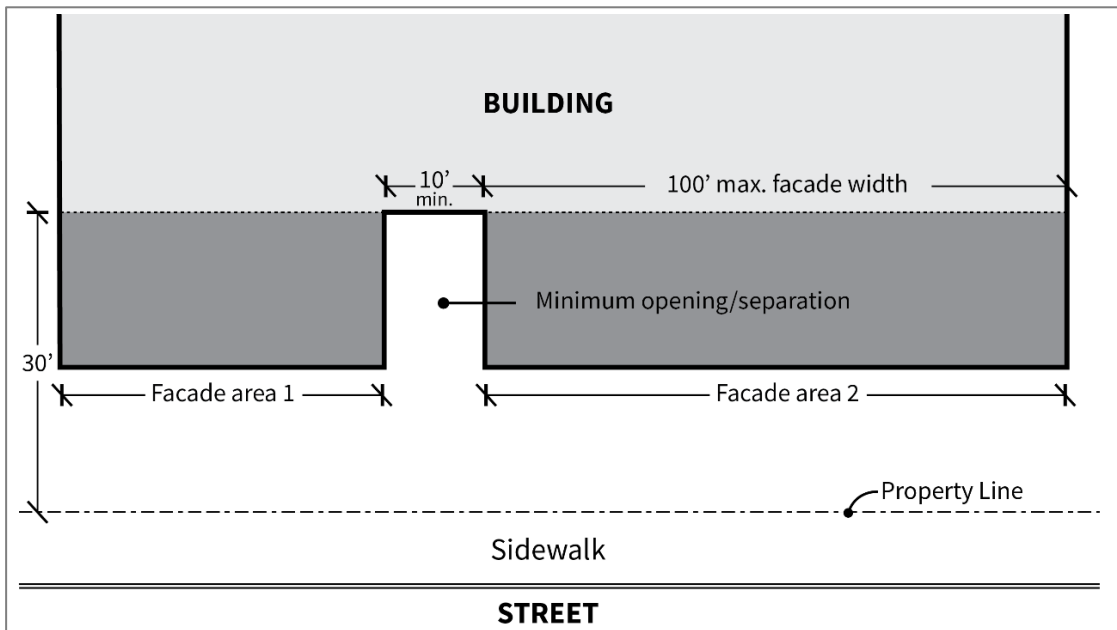 BUILDING
10’
min.
100’ max. facade width
Minimum opening/separation
30’
Facade area 1
Facade area 2
Property Line
Sidewalk
STREET